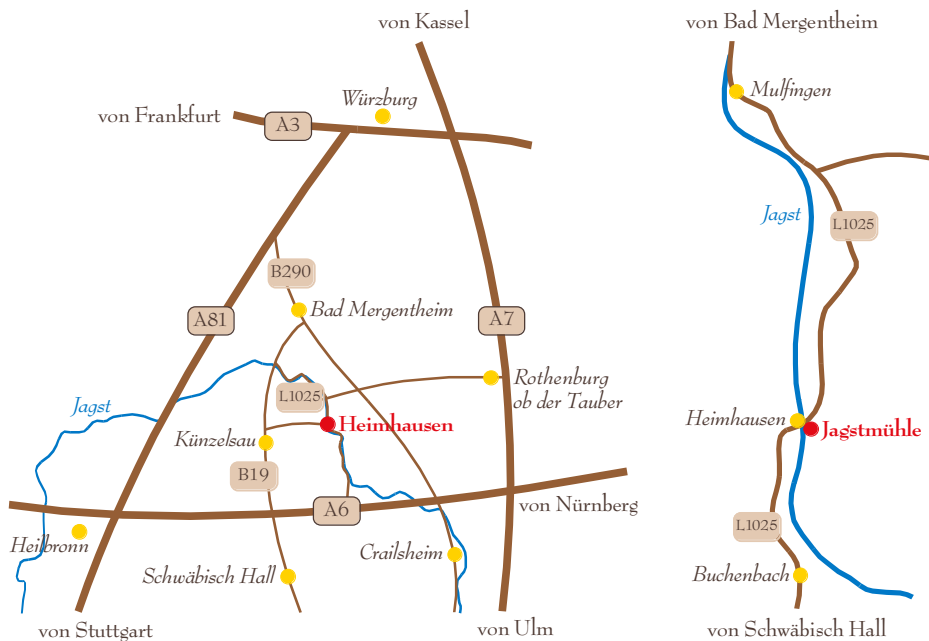 von Kassel
Würzburg
von Frankfurt
A3
B290
Bad Mergentheim
A81
A7
Rothenburg
ob der Tauber
L1025
Jagst
Heimhausen
Künzelsau
B19
A6
von Nürnberg
Heilbronn
Schwäbisch Hall
Crailsheim
von Stuttgart
von Ulm
von Bad Mergentheim
Mulfingen
Jagst
L1025
Heimhausen
Jagstmühle
L1025
Buchenbach
von Schwäbisch Hall